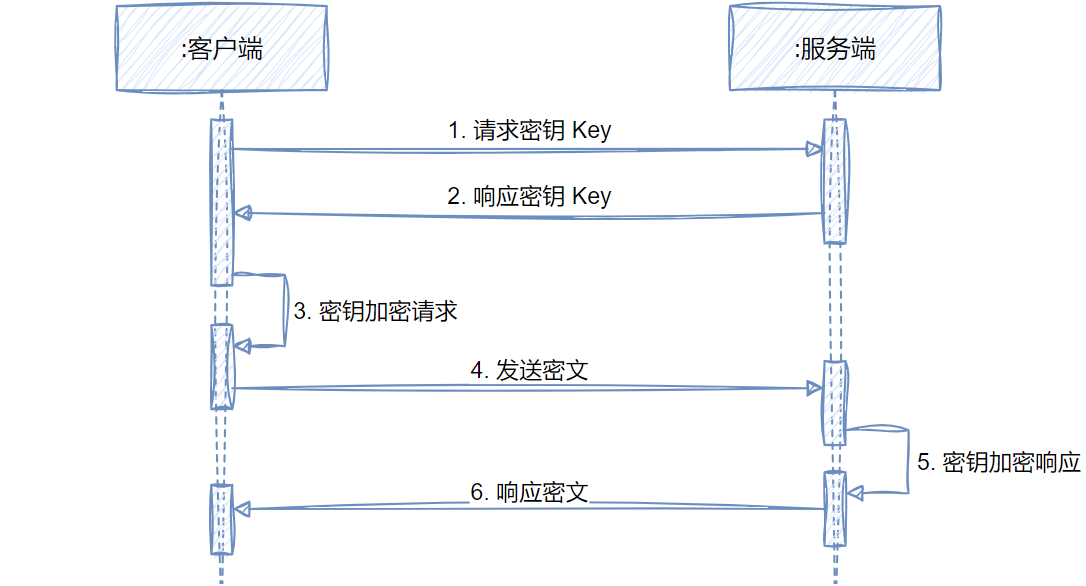 :客户端
:服务端
1. 请求密钥 Key
2. 响应密钥 Key
3. 密钥加密请求
4. 发送密文
5. 密钥加密响应
6. 响应密文